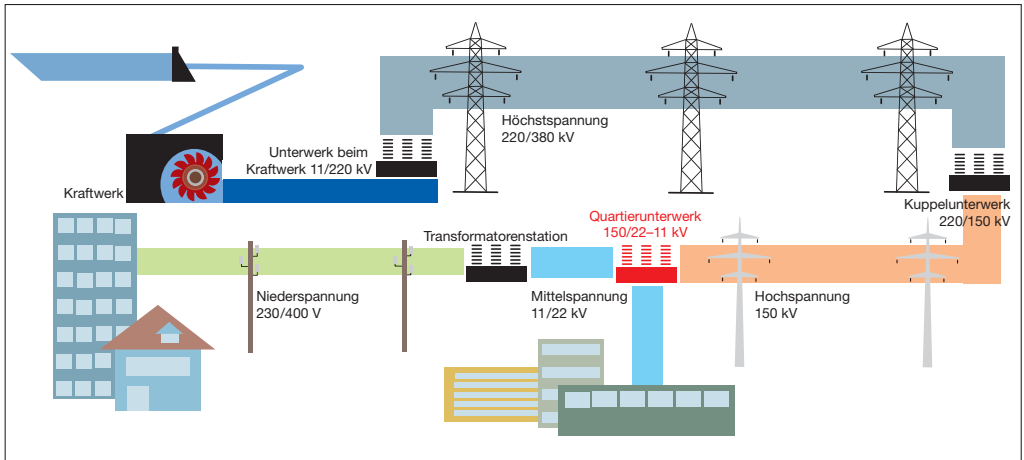 Höchstspannung
220/380 kV
Unterwerk beim
Kraftwerk 11/220 kV
Kraftwerk
Kuppelunterwerk
220/150 kV
Quartierunterwerk
150/22–11 kV
Transformatorenstation
Niederspannung
230/400 V
Mittelspannung
11/22 kV
Hochspannung
150 kV